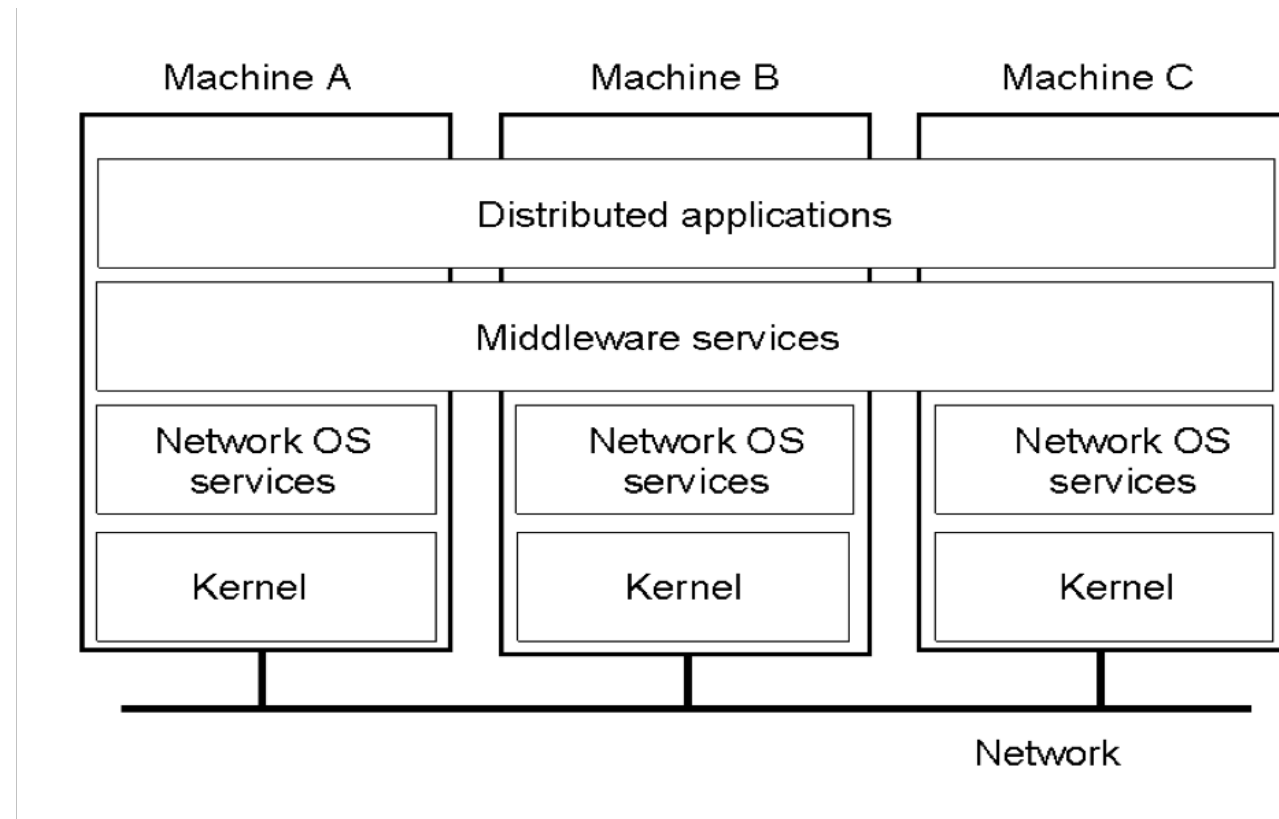 Machine A
Machine B
Machine C
Distributed applications
Middleware services
Network OS
services
Network OS
services
Network OS
services
Kernel
Kernel
Kernel
Network